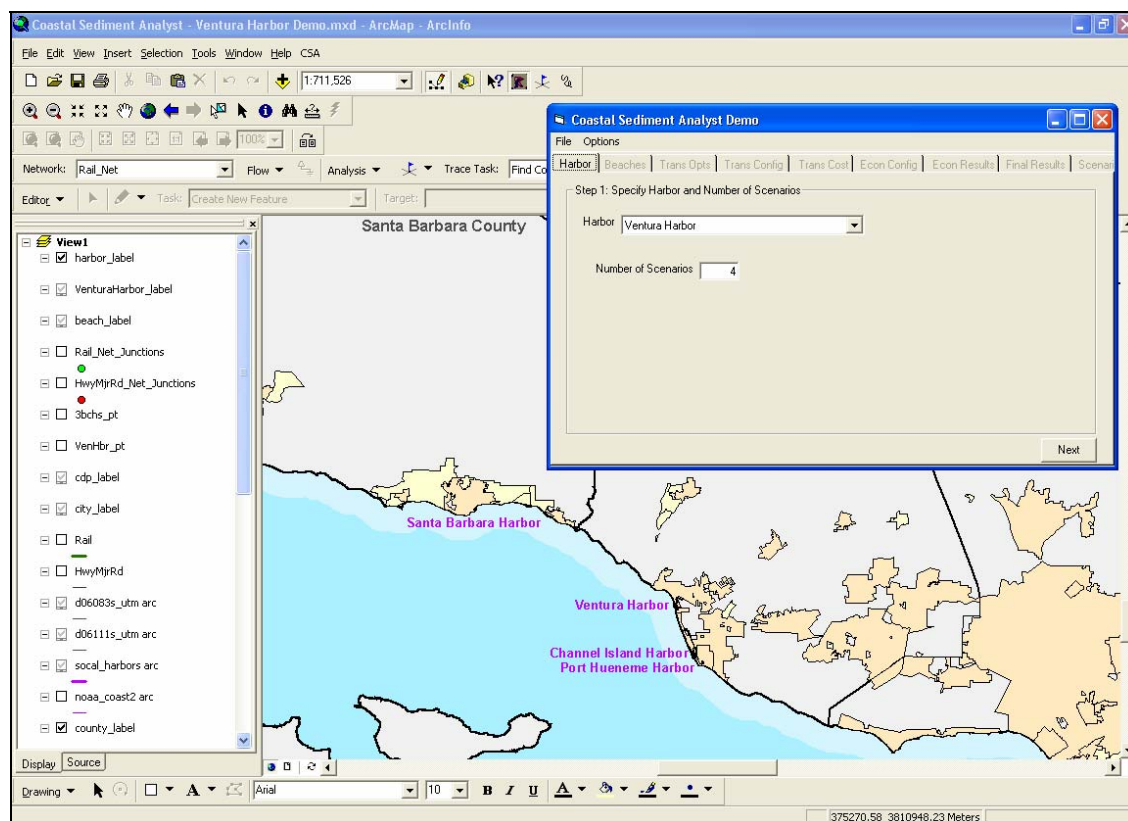 Coastal Sediment Analyst - Ventura Harbor Demo.mxd - ArcMap - ArcInfo
File Edit View Insert Selection Tools Window Help CSA
1:711,526
100%
Network: Rail_Net Flow Analysis Trace Task: Find Co
Editor Task: Create New Feature Target:
View1
harbor_label
VenturaHarbor_label
beach_label
Rail_Net_Junctions
HwyMjrRd_Net_Junctions
3bchs_pt
VenHbr_pt
cdp_label
city_label
Rail
HwyMjrRd
d06083s_utm arc
d06111s_utm arc
socal_harbors arc
noaa_coast2 arc
county_label
Display Source
Santa Barbara County
Santa Barbara Harbor
Ventura Harbor
Channel Island Harbor
Port Hueneme Harbor
Coastal Sediment Analyst Demo
File Options
Harbor Beaches Trans Opts Trans Config Trans Cost Econ Config Econ Results Final Results Scenari
Step 1: Specify Harbor and Number of Scenarios
Harbor Ventura Harbor
Number of Scenarios 4
Next
Drawing A Arial 10 B I U A
375270.58 3810948.23 Meters